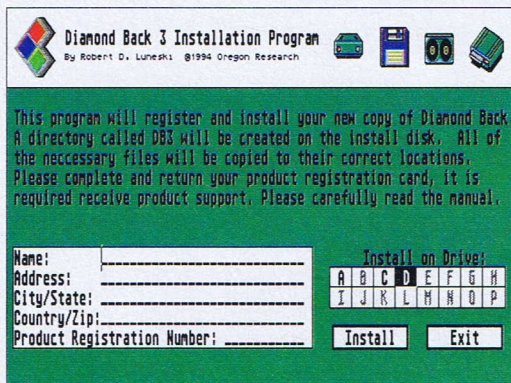 Diamond Back 3 Installation Program
By Robert D. Luneski @1994 Oregon Research
This program will register and install your new copy of Diamond Back
A directory called DB3 will be created on the install disk. All of
the neccessary files will be copied to their correct locations.
Please complete and return your product registration card, it is
required receive product support. Please carefully read the manual.
Name:
Address:
City/State:
Country/Zip:
Product Registration Number:
Install on Drive:
A B C D E F G H
I J K L M N O P
Install Exit